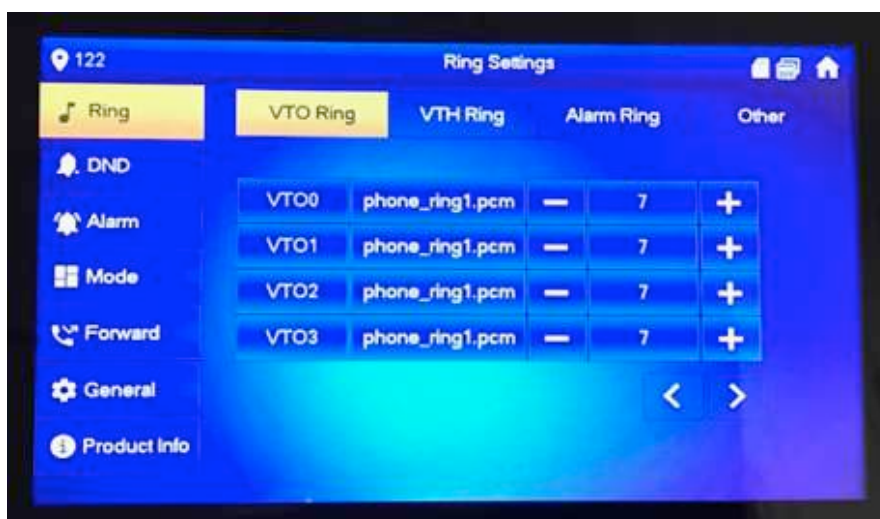 122 Ring Settings
Ring VTO Ring VTH Ring Alarm Ring Other
DND
VTO0 phone_ring1.pcm − 7 +
Alarm
VTO1 phone_ring1.pcm − 7 +
Mode
VTO2 phone_ring1.pcm − 7 +
Forward
VTO3 phone_ring1.pcm − 7 +
General < >
Product Info